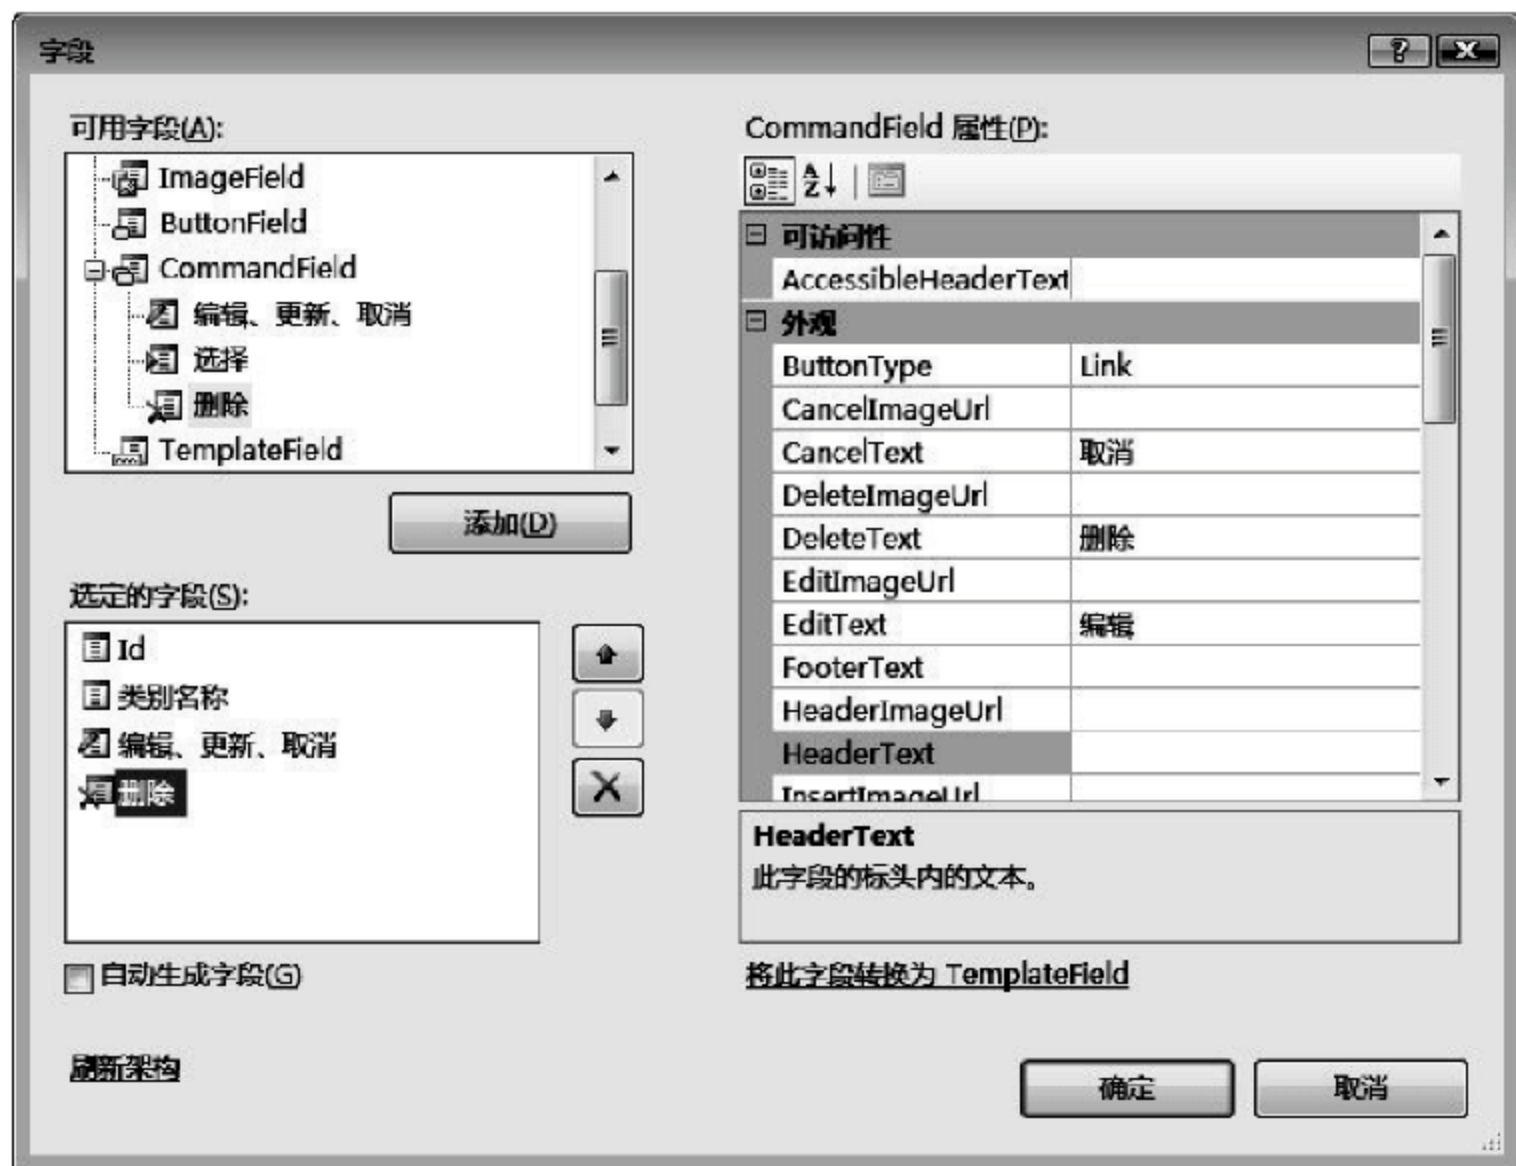 字段
可用字段(A):
ImageField
ButtonField
CommandField
编辑、更新、取消
选择
删除
TemplateField
添加(D)
选定的字段(S):
Id
类别名称
编辑、更新、取消
删除
自动生成字段(G)
刷新架构
CommandField 属性(P):
可访问性
AccessibleHeaderText
外观
ButtonType Link
CancelImageUrl
CancelText 取消
DeleteImageUrl
DeleteText 删除
EditImageUrl
EditText 编辑
FooterText
HeaderImageUrl
HeaderText
InsertImageUrl
HeaderText
此字段的标头内的文本。
将此字段转换为 TemplateField
确定
取消